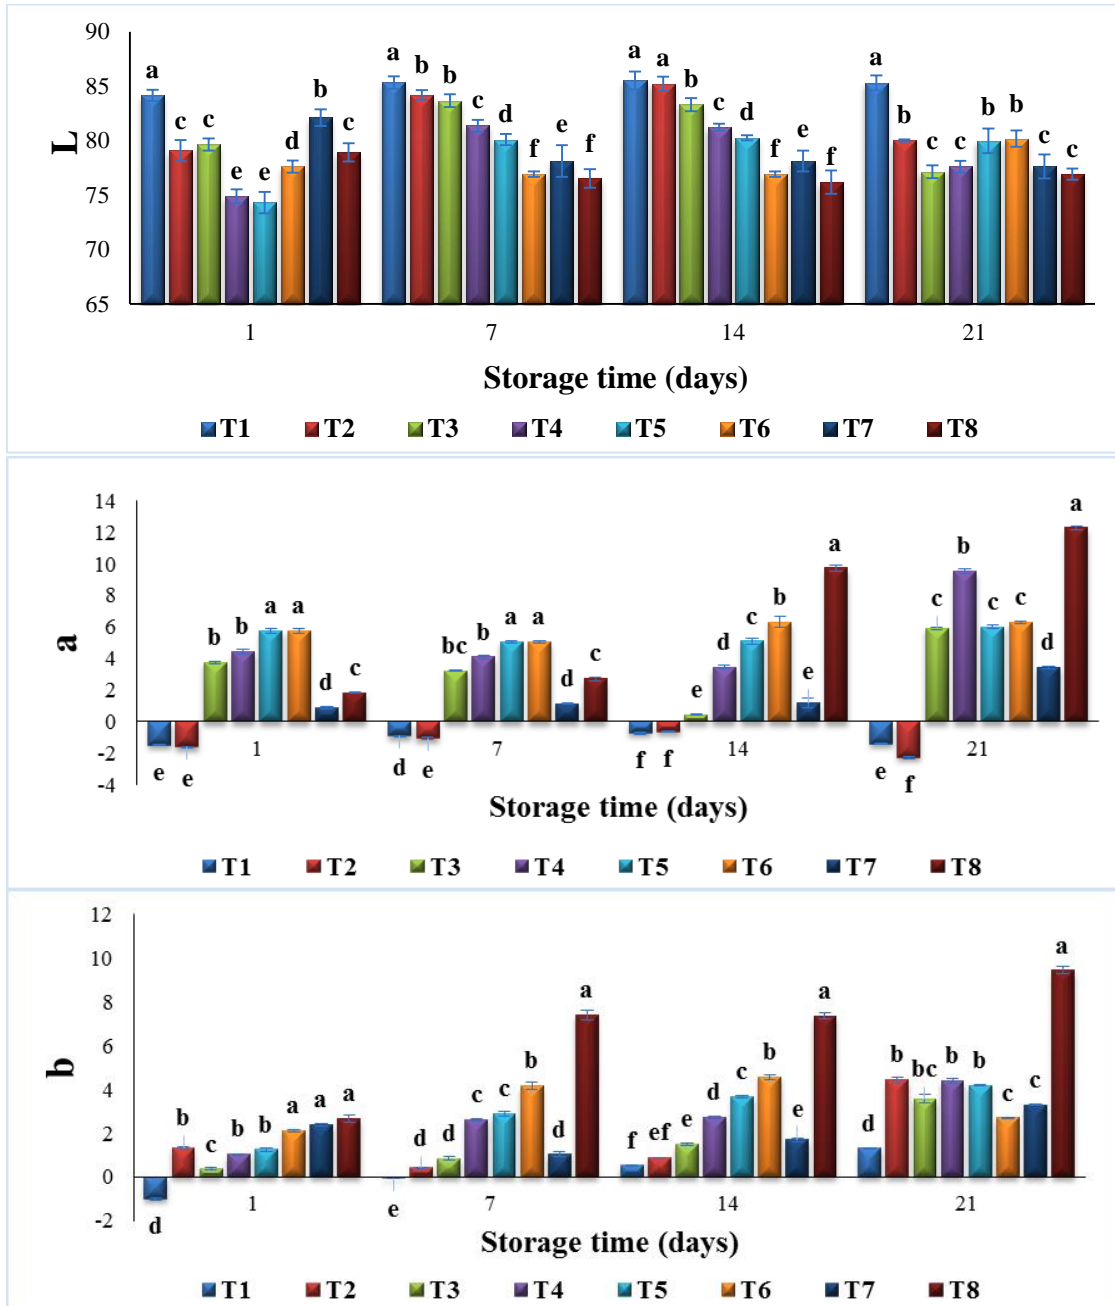 90
a a a a
85
b b b b
c c c d b c d b b
80
c c d c e e c c c
75
e e f f f f
70
65
L
1 7 14 21
Storage time (days)
T1 T2 T3 T4 T5 T6 T7 T8
14
12
10
8
6
4
2
0
-2
-4
a
b b a a d c
e e
bc b a a d c
d e
e d c b e a
f f
c b c c d a
e f
1 7 14 21
Storage time (days)
T1 T2 T3 T4 T5 T6 T7 T8
12
10
8
6
4
2
0
-2
b
b c b b a a a
d
d d c c b d a
e
f ef e d c b e a
d b bc b b c c a
1 7 14 21
Storage time (days)
T1 T2 T3 T4 T5 T6 T7 T8